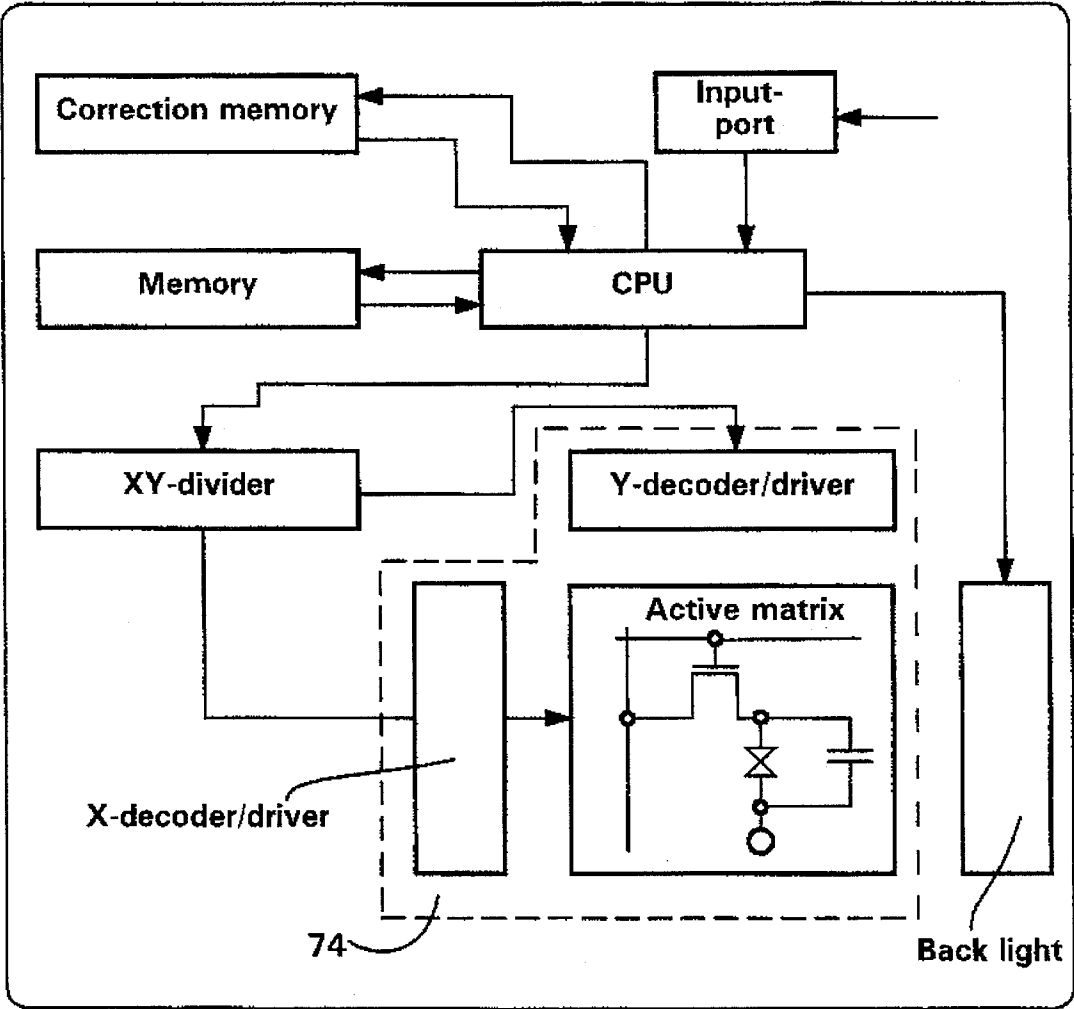 Correction memory
Input-
port
Memory
CPU
XY-divider
Y-decoder/driver
Active matrix
X-decoder/driver
74
Back light